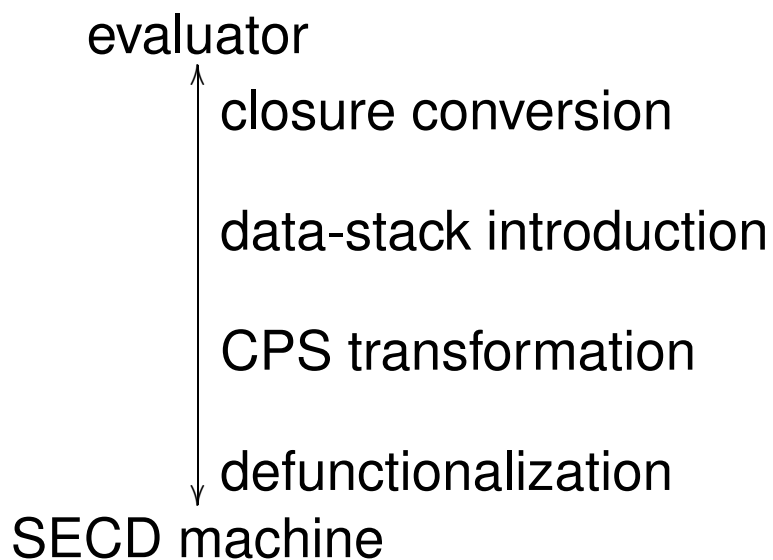 evaluator
closure conversion
data-stack introduction
CPS transformation
defunctionalization
SECD machine